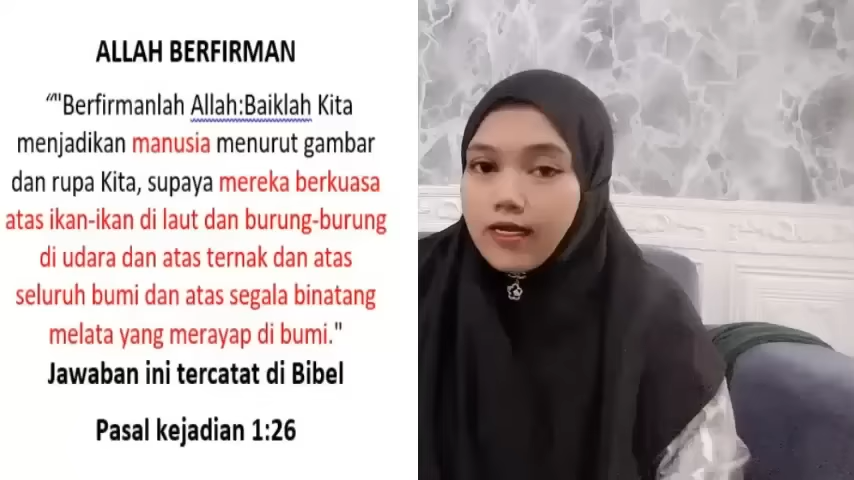 ALLAH BERFIRMAN
“"Berfirmanlah Allah:Baiklah Kita
menjadikan manusia menurut gambar
dan rupa Kita, supaya mereka berkuasa
atas ikan-ikan di laut dan burung-burung
di udara dan atas ternak dan atas
seluruh bumi dan atas segala binatang
melata yang merayap di bumi."
Jawaban ini tercatat di Bibel
Pasal kejadian 1:26